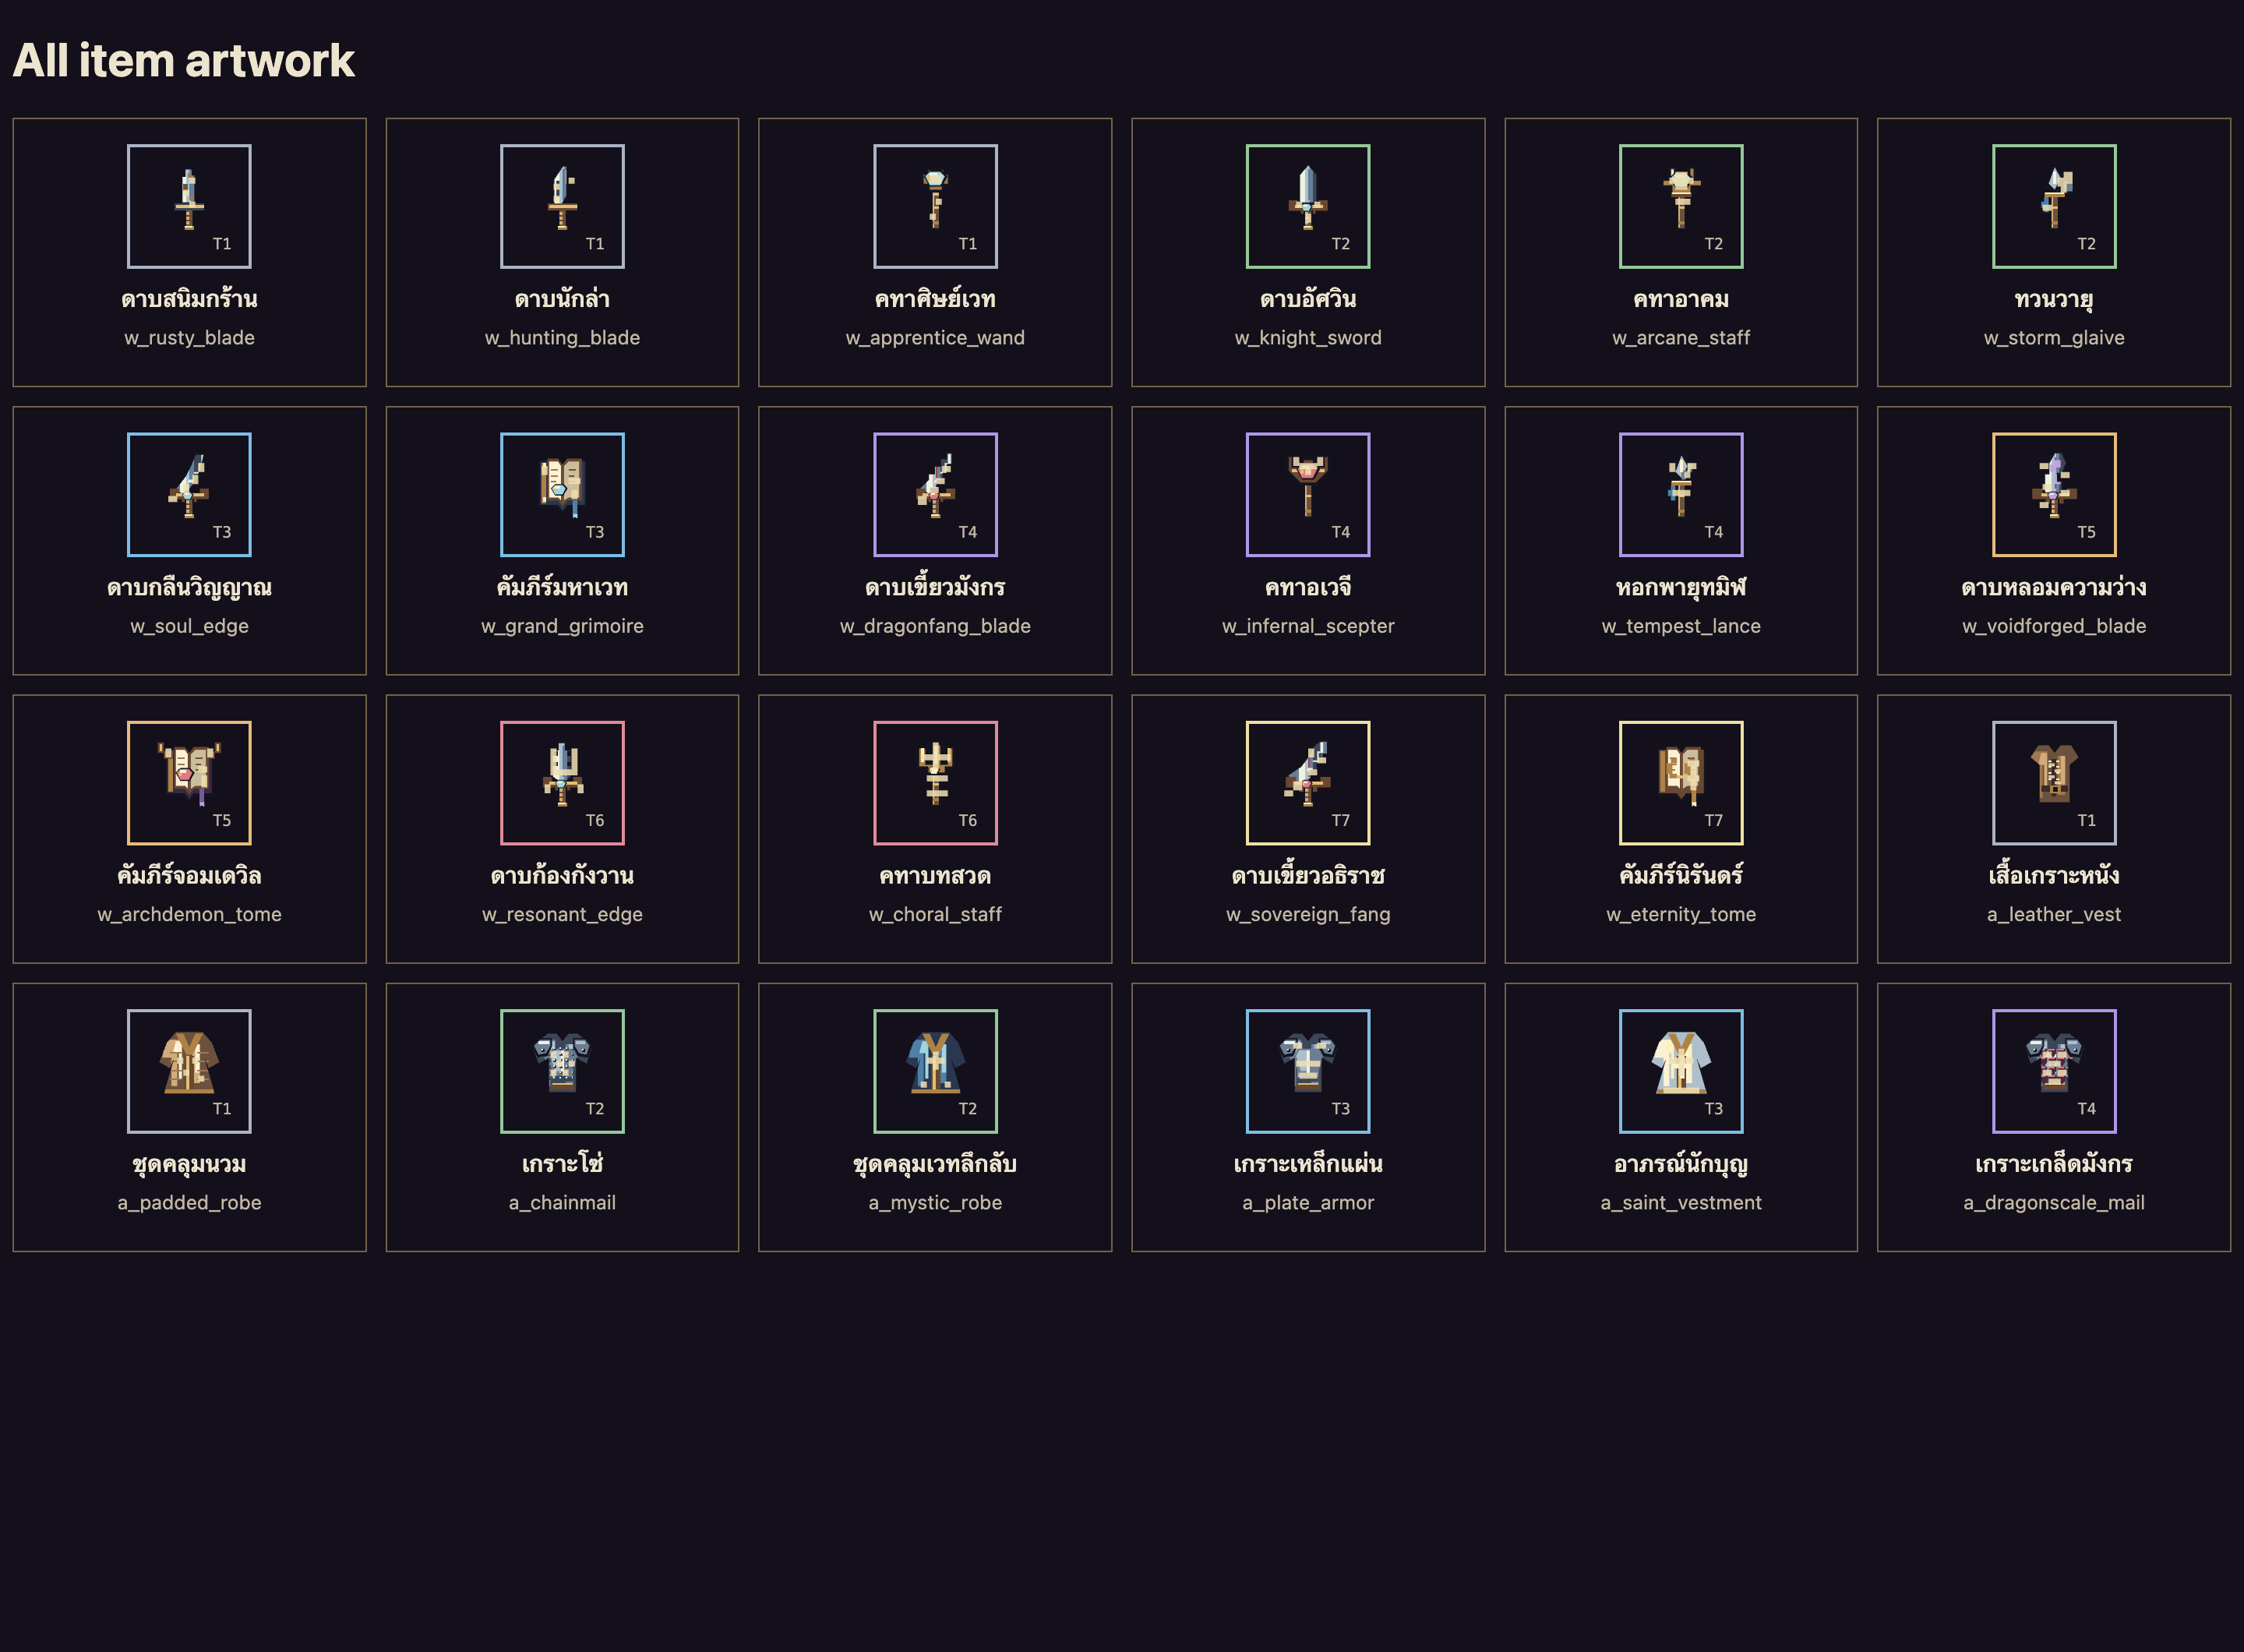 All item artwork
T1
ดาบสนิมกร้าน
w_rusty_blade
T1
ดาบนักล่า
w_hunting_blade
T1
คทาศิษย์เวท
w_apprentice_wand
T2
ดาบอัศวิน
w_knight_sword
T2
คทาอาคม
w_arcane_staff
T2
ทวนวายุ
w_storm_glaive
T3
ดาบกลืนวิญญาณ
w_soul_edge
T3
คัมภีร์มหาเวท
w_grand_grimoire
T4
ดาบเขี้ยวมังกร
w_dragonfang_blade
T4
คทาอเวจี
w_infernal_scepter
T4
หอกพายุทมิฬ
w_tempest_lance
T5
ดาบหลอมความว่าง
w_voidforged_blade
T5
คัมภีร์จอมเดวิล
w_archdemon_tome
T6
ดาบก้องกังวาน
w_resonant_edge
T6
คทาบทสวด
w_choral_staff
T7
ดาบเขี้ยวอธิราช
w_sovereign_fang
T7
คัมภีร์นิรันดร์
w_eternity_tome
T1
เสื้อเกราะหนัง
a_leather_vest
T1
ชุดคลุมนวม
a_padded_robe
T2
เกราะโซ่
a_chainmail
T2
ชุดคลุมเวทลึกลับ
a_mystic_robe
T3
เกราะเหล็กแผ่น
a_plate_armor
T3
อาภรณ์นักบุญ
a_saint_vestment
T4
เกราะเกล็ดมังกร
a_dragonscale_mail